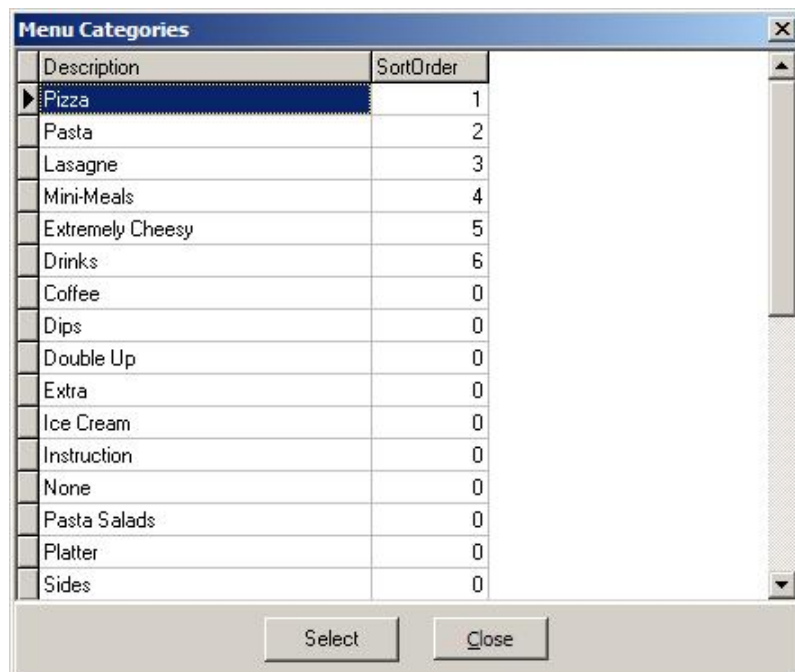 Menu Categories
Description SortOrder
Pizza 1
Pasta 2
Lasagne 3
Mini-Meals 4
Extremely Cheesy 5
Drinks 6
Coffee 0
Dips 0
Double Up 0
Extra 0
Ice Cream 0
Instruction 0
None 0
Pasta Salads 0
Platter 0
Sides 0
Select Close